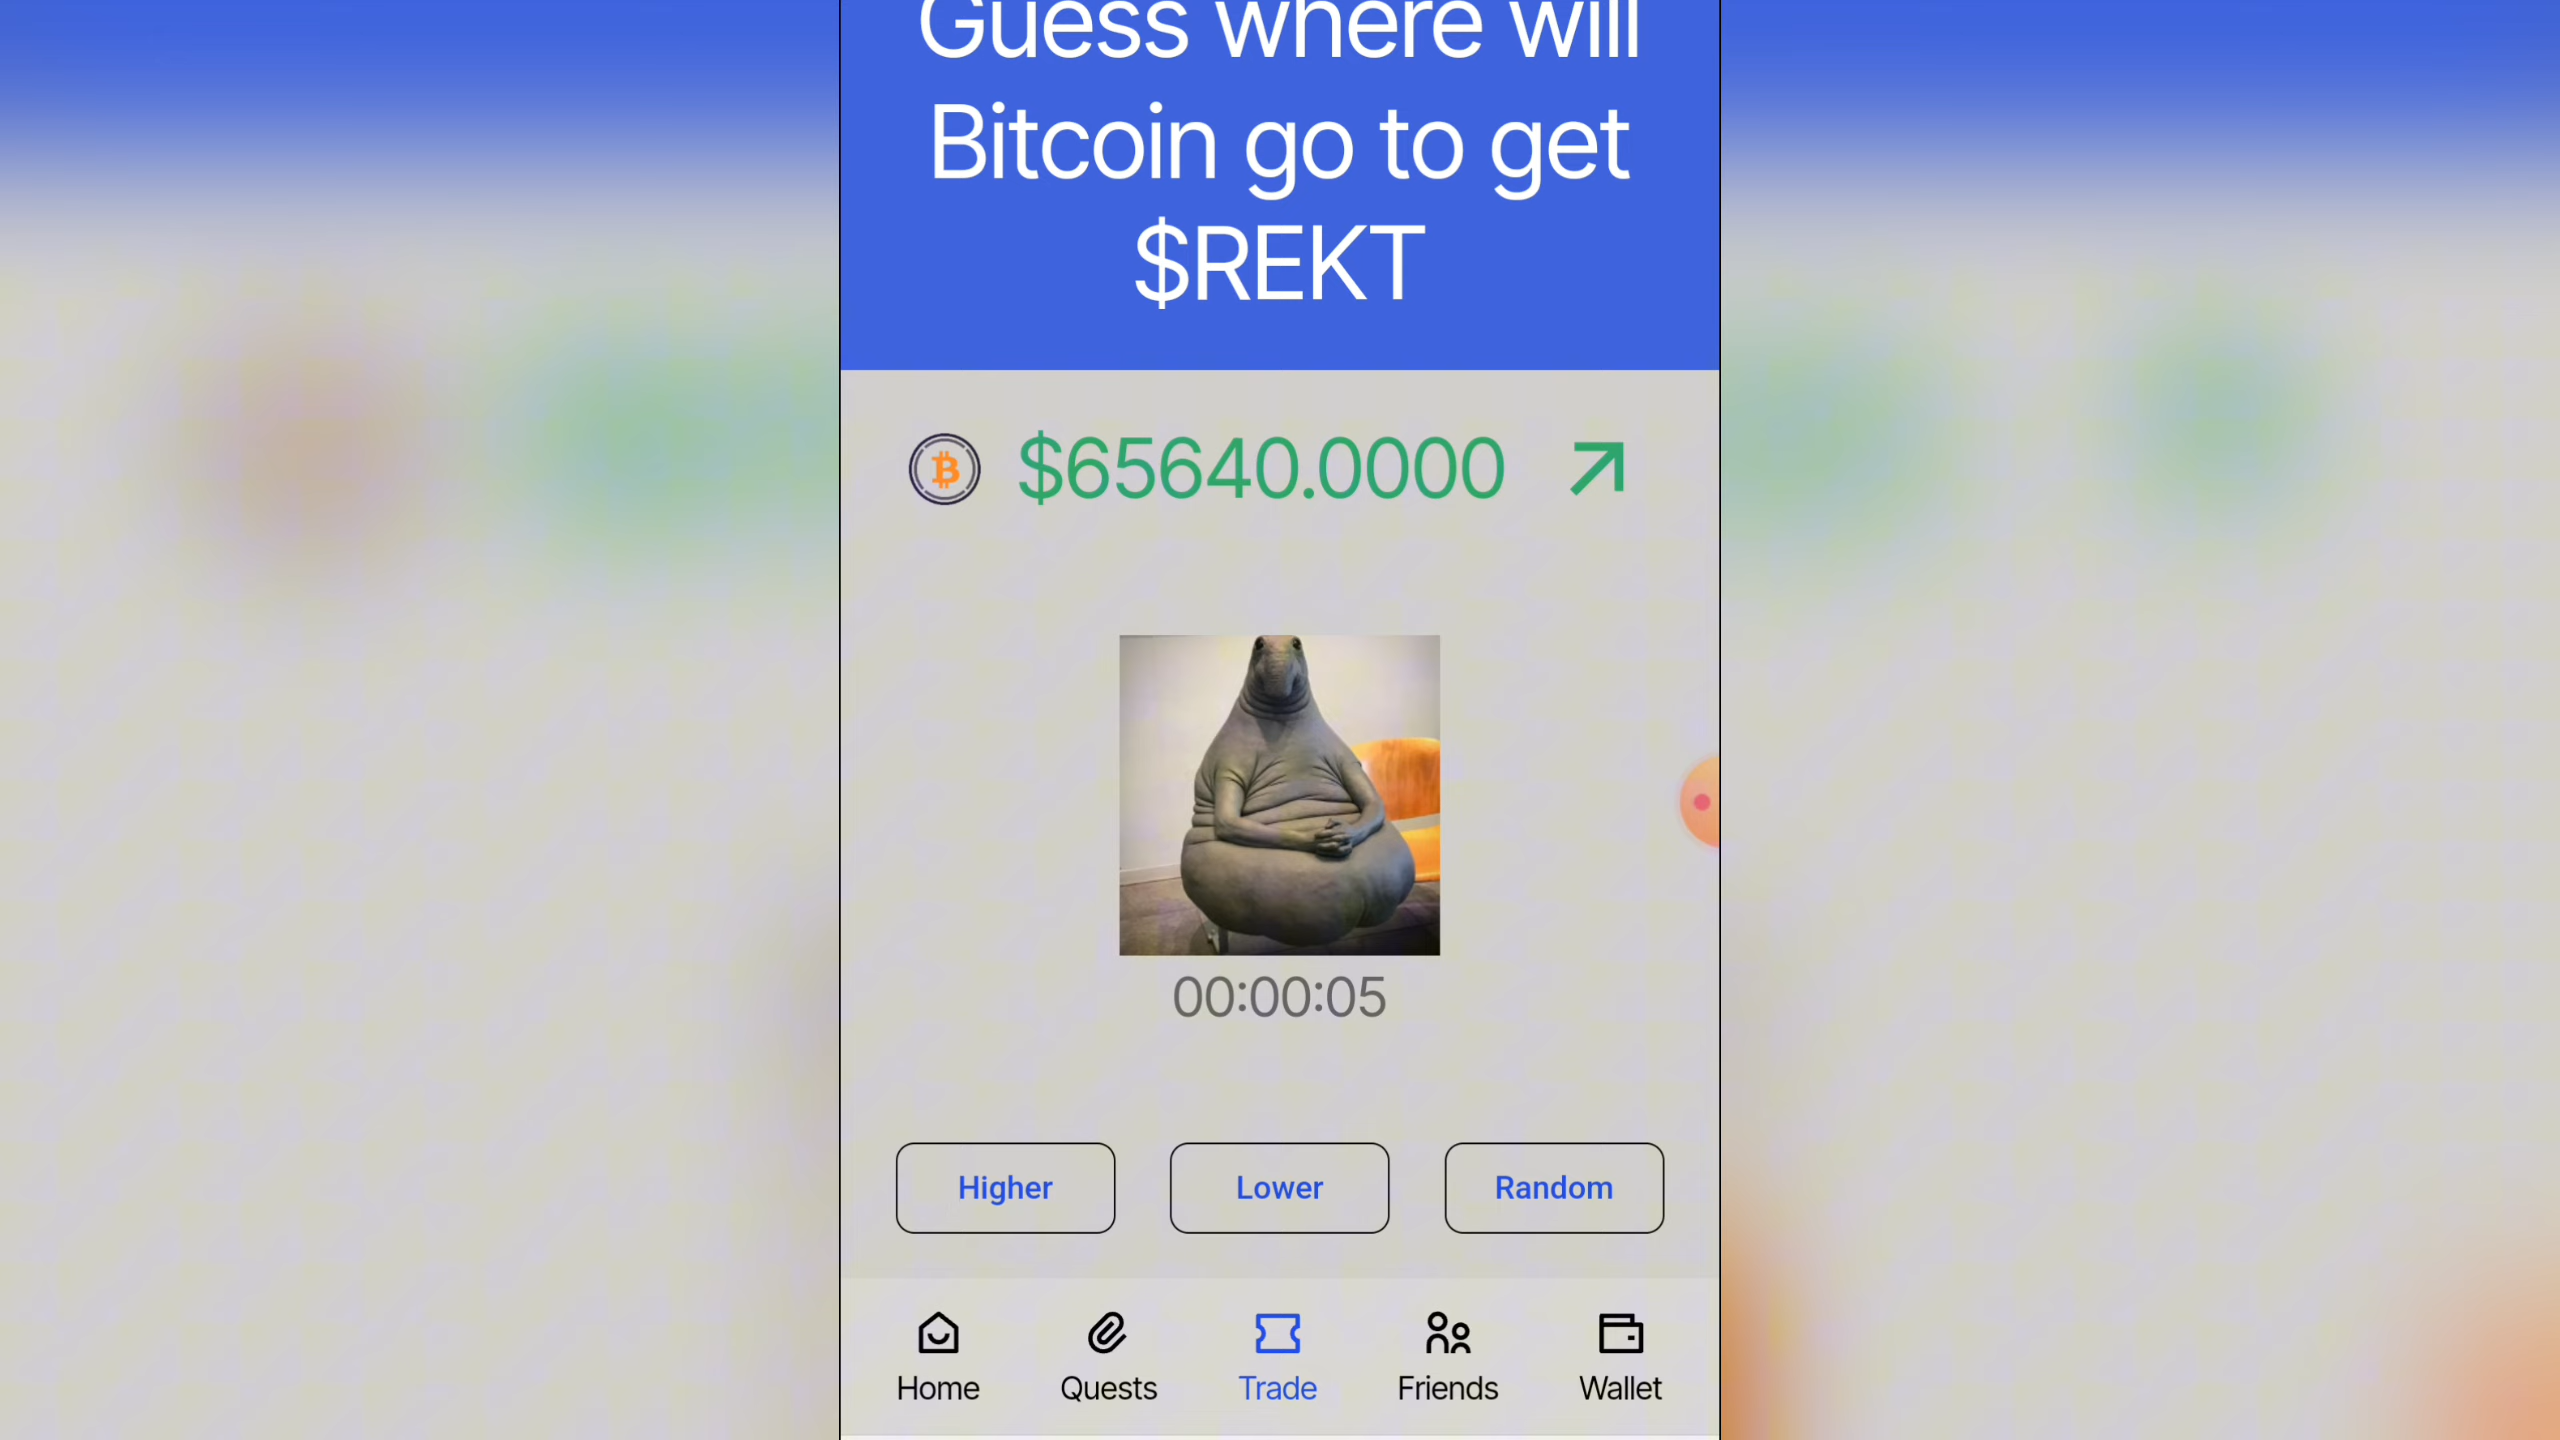 Guess where will
Bitcoin go to get
$REKT
$65640.0000
00:00:05
Higher
Lower
Random
Home
Quests
Trade
Friends
Wallet